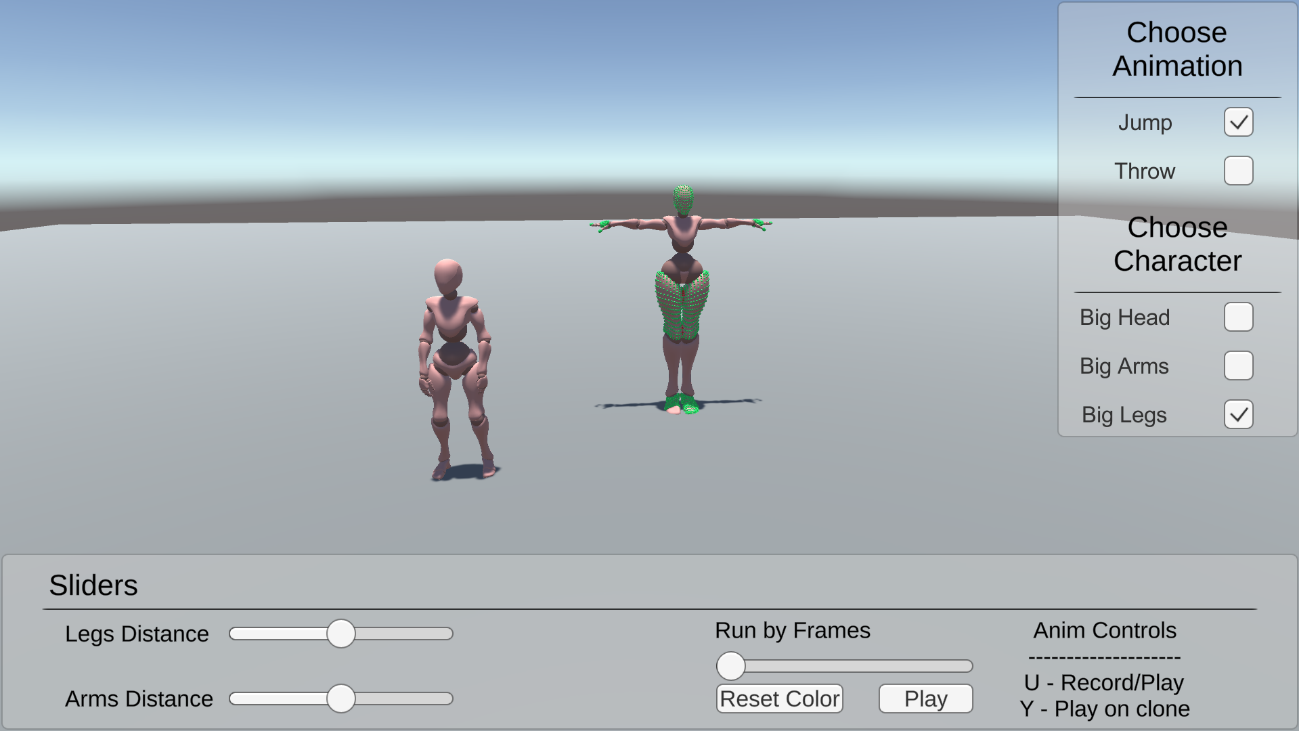 Choose
Animation
Jump
Throw
Choose
Character
Big Head
Big Arms
Big Legs
Sliders
Legs Distance
Arms Distance
Run by Frames
Reset Color
Play
Anim Controls
--------------------
U - Record/Play
Y - Play on clone